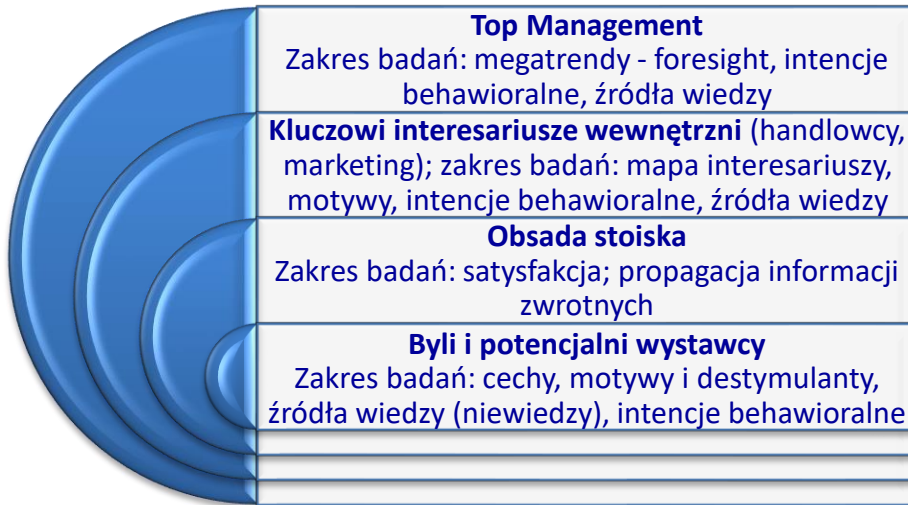 Top Management
Zakres badań: megatrendy - foresight, intencje
behawioralne, źródła wiedzy
Kluczowi interesariusze wewnętrzni (handlowcy,
marketing); zakres badań: mapa interesariuszy,
motywy, intencje behawioralne, źródła wiedzy
Obsada stoiska
Zakres badań: satysfakcja; propagacja informacji
zwrotnych
Byli i potencjalni wystawcy
Zakres badań: cechy, motywy i destymulanty,
źródła wiedzy (niewiedzy), intencje behawioralne